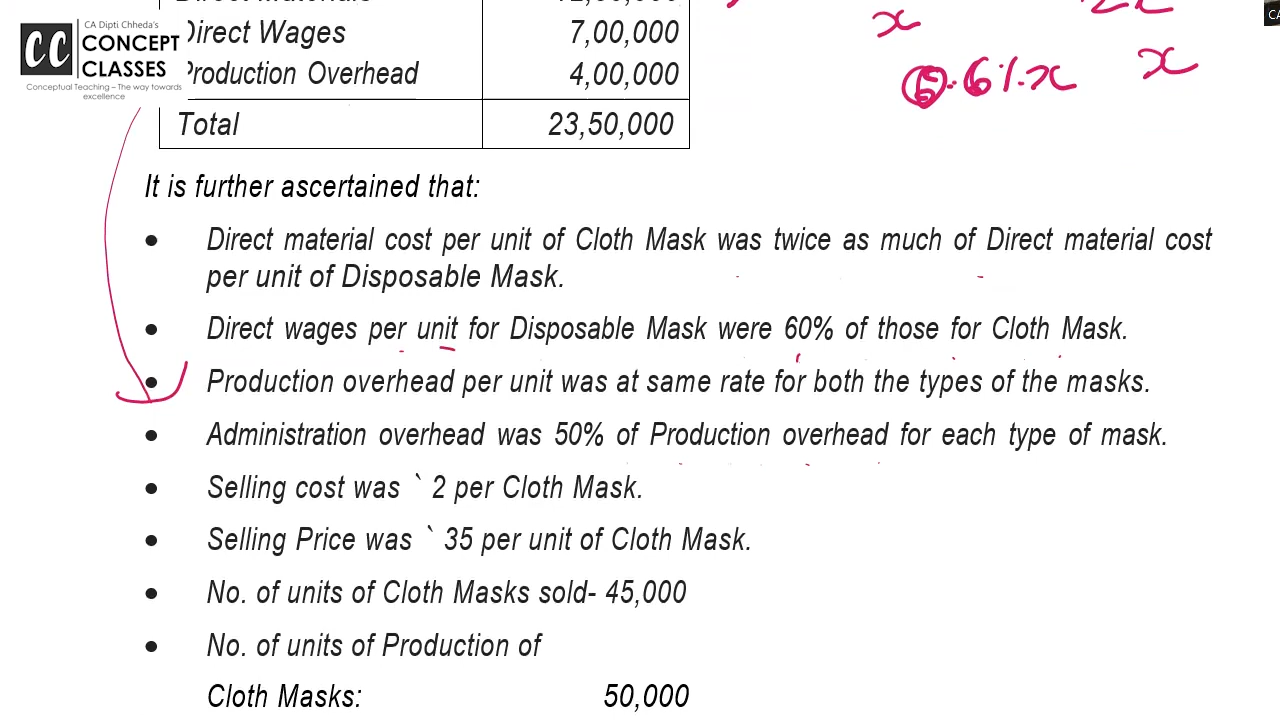 CA Dipti Chheda's
CC CONCEPT CLASSES
Conceptual Teaching – The way towards excellence
Direct Wages 7,00,000
Production Overhead 4,00,000
Total 23,50,000
x
6%x x
It is further ascertained that:
• Direct material cost per unit of Cloth Mask was twice as much of Direct material cost
per unit of Disposable Mask.
• Direct wages per unit for Disposable Mask were 60% of those for Cloth Mask.
• Production overhead per unit was at same rate for both the types of the masks.
• Administration overhead was 50% of Production overhead for each type of mask.
• Selling cost was ` 2 per Cloth Mask.
• Selling Price was ` 35 per unit of Cloth Mask.
• No. of units of Cloth Masks sold- 45,000
• No. of units of Production of
Cloth Masks: 50,000